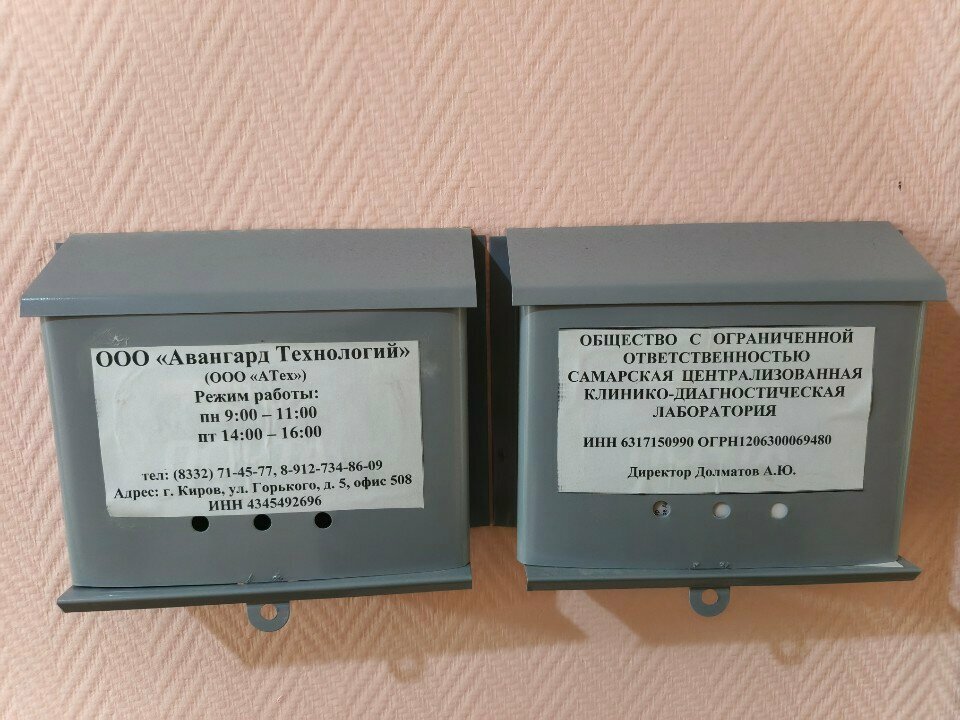 ООО «Авангард Технологий»
(ООО «АТех»)
Режим работы:
пн 9:00 – 11:00
пт 14:00 – 16:00
тел: (8332) 71-45-77, 8-912-734-86-09
Адрес: г. Киров, ул. Горького, д. 5, офис 508
ИНН 4345492696
ОБЩЕСТВО С ОГРАНИЧЕННОЙ
ОТВЕТСТВЕННОСТЬЮ
САМАРСКАЯ ЦЕНТРАЛИЗОВАННАЯ
КЛИНИКО-ДИАГНОСТИЧЕСКАЯ
ЛАБОРАТОРИЯ
ИНН 6317150990 ОГРН1206300069480
Директор Долматов А.Ю.